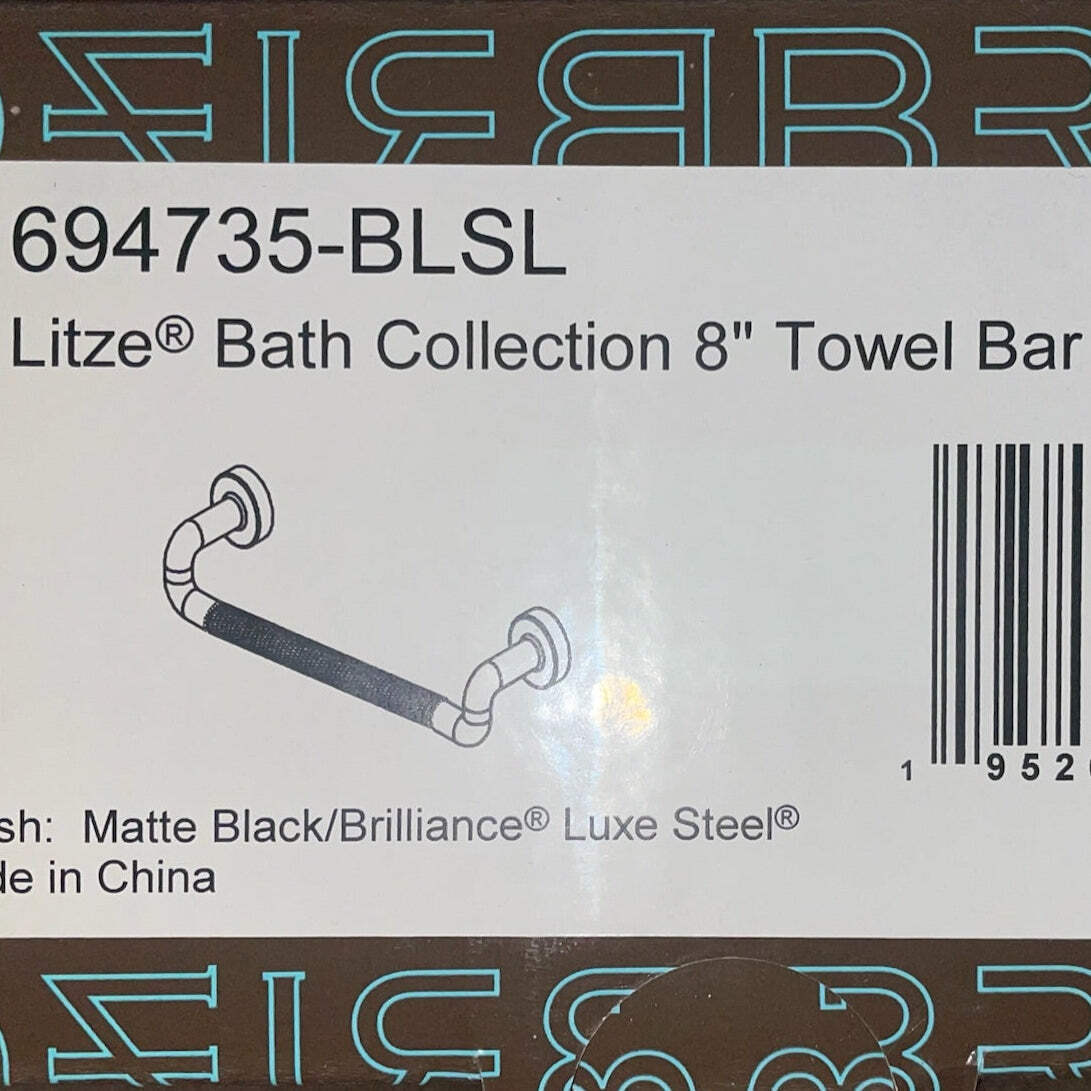 694735-BLSL
Litze® Bath Collection 8" Towel Bar
sh: Matte Black/Brilliance® Luxe Steel®
de in China
1 952